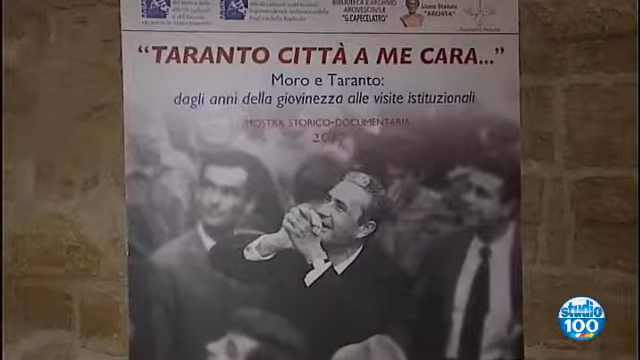 BIBLIOTECA E ARCHIVIO
ARCIVESCOVILE
"G.CAPECELATRO"
Liceo Statale
"ARCHITA"
“TARANTO CITTÀ A ME CARA...”
Moro e Taranto:
dagli anni della giovinezza alle visite istituzionali
MOSTRA STORICO-DOCUMENTARIA
studio
100